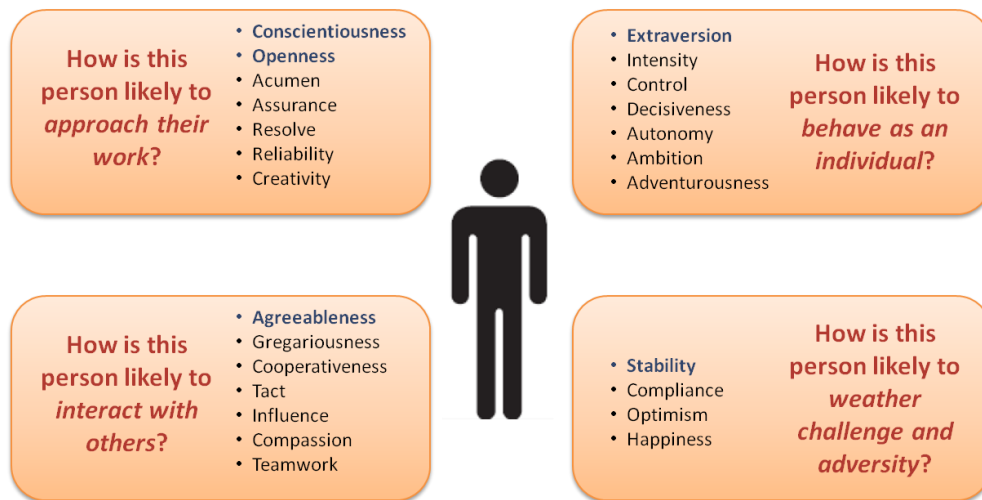 How is this
person likely to
approach their
work?
• Conscientiousness
• Openness
• Acumen
• Assurance
• Resolve
• Reliability
• Creativity
• Extraversion
• Intensity
• Control
• Decisiveness
• Autonomy
• Ambition
• Adventurousness
How is this
person likely to
behave as an
individual?
How is this
person likely to
interact with
others?
• Agreeableness
• Gregariousness
• Cooperativeness
• Tact
• Influence
• Compassion
• Teamwork
• Stability
• Compliance
• Optimism
• Happiness
How is this
person likely to
weather
challenge and
adversity?